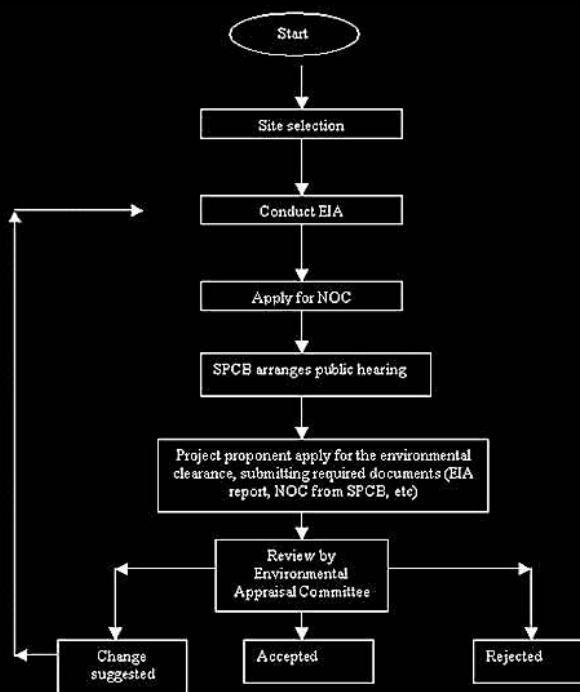 Start
Site selection
Conduct EIA
Apply for NOC
SPCB arranges public hearing
Project proponent apply for the environmental
clearance, submitting required documents (EIA
report, NOC from SPCB, etc)
Review by
Environmental
Appraisal Committee
Change
suggested
Accepted
Rejected